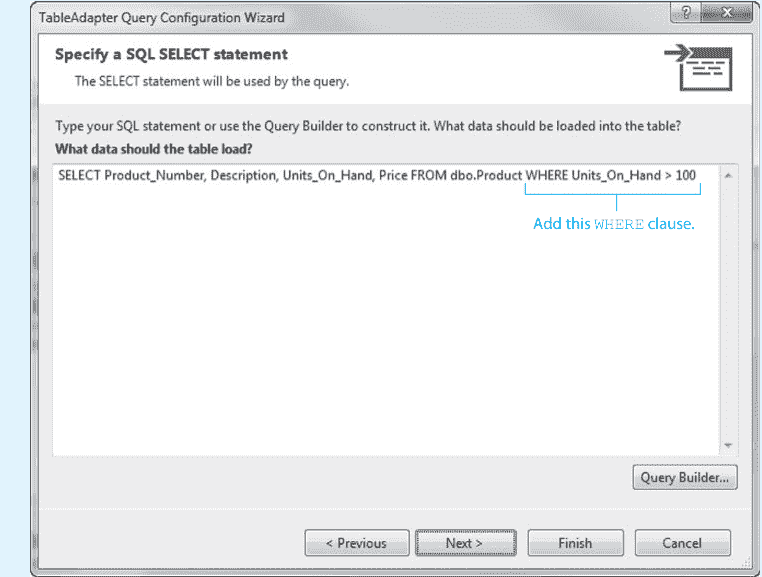 TableAdapter Query Configuration Wizard
Specify a SQL SELECT statement
The SELECT statement will be used by the query.
Type your SQL statement or use the Query Builder to construct it. What data should be loaded into the table?
What data should the table load?
SELECT Product_Number, Description, Units_On_Hand, Price FROM dbo.Product WHERE Units_On_Hand > 100
Add this WHERE clause.
Query Builder...
< Previous
Next >
Finish
Cancel